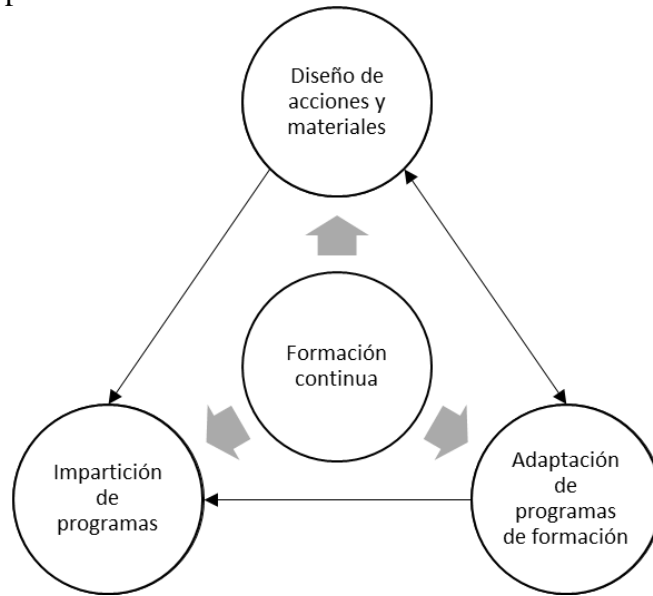 Diseño de
acciones y
materiales
Formación
continua
Impartición
de
programas
Adaptación
de
programas
de formación